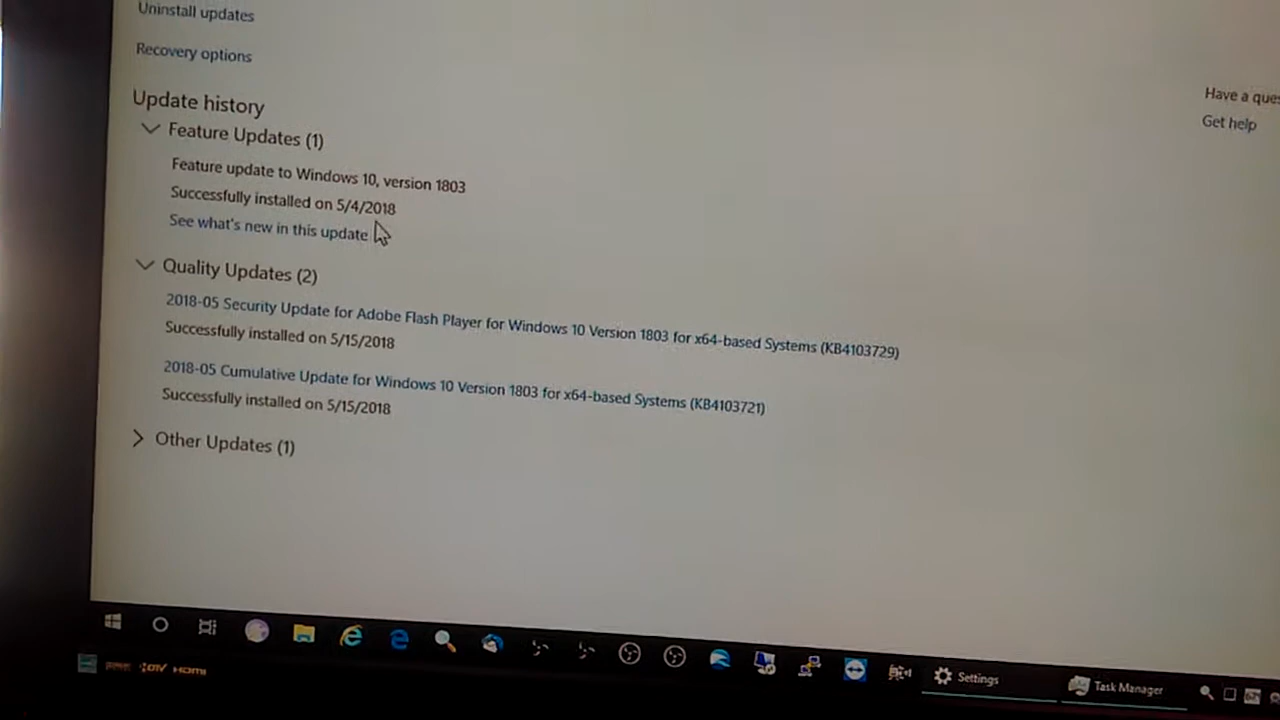 Uninstall updates
Recovery options
Update history
Feature Updates (1)
Feature update to Windows 10, version 1803
Successfully installed on 5/4/2018
See what's new in this update
Quality Updates (2)
2018-05 Security Update for Adobe Flash Player for Windows 10 Version 1803 for x64-based Systems (KB4103729)
Successfully installed on 5/15/2018
2018-05 Cumulative Update for Windows 10 Version 1803 for x64-based Systems (KB4103721)
Successfully installed on 5/15/2018
Other Updates (1)
Have a
Get help
Settings
Task Manager
HDMI